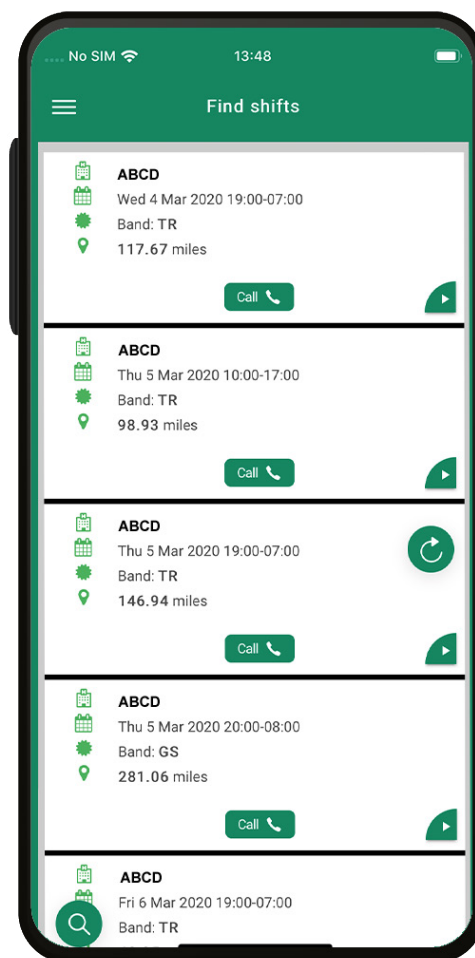 No SIM 13:48
Find shifts
ABCD
Wed 4 Mar 2020 19:00-07:00
Band: TR
117.67 miles
Call
ABCD
Thu 5 Mar 2020 10:00-17:00
Band: TR
98.93 miles
Call
ABCD
Thu 5 Mar 2020 19:00-07:00
Band: TR
146.94 miles
Call
ABCD
Thu 5 Mar 2020 20:00-08:00
Band: GS
281.06 miles
Call
ABCD
Fri 6 Mar 2020 19:00-07:00
Band: TR